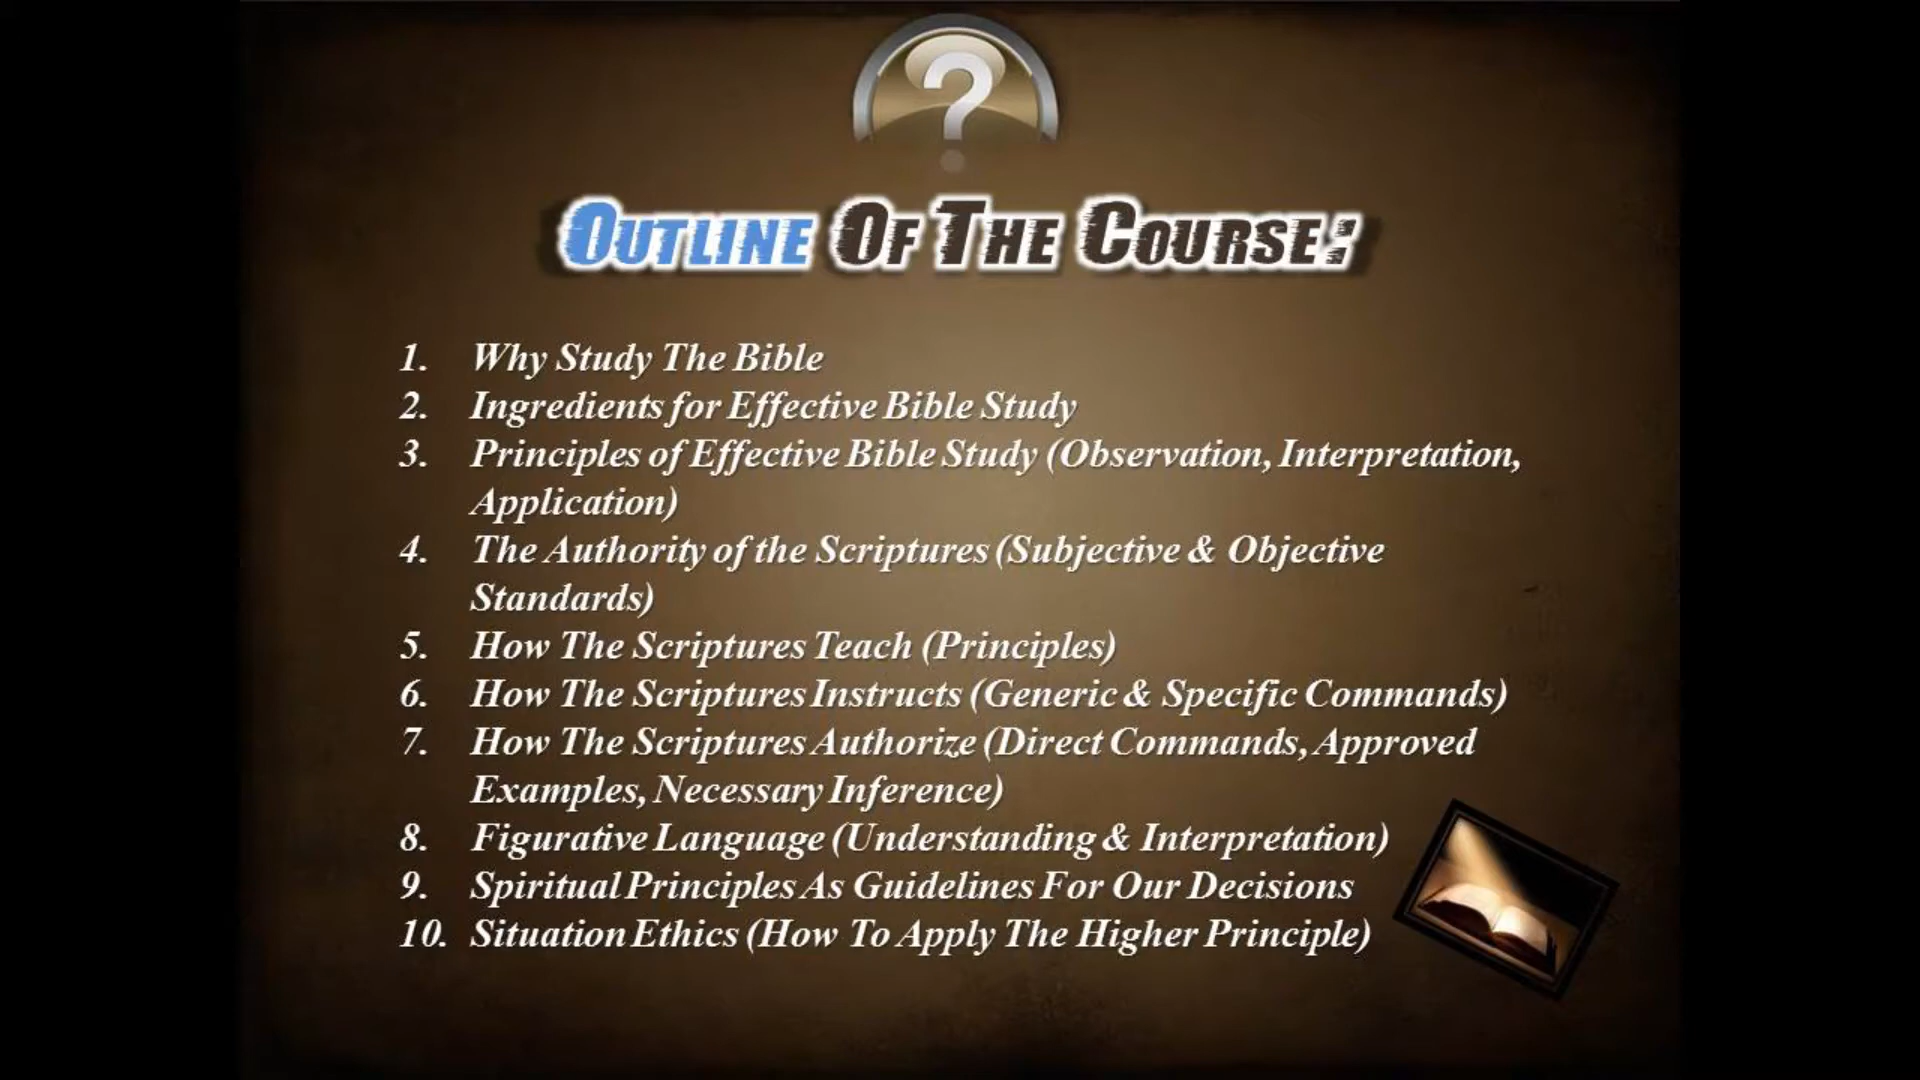 ?
Outline Of The Course:
1. Why Study The Bible
2. Ingredients for Effective Bible Study
3. Principles of Effective Bible Study (Observation, Interpretation,
Application)
4. The Authority of the Scriptures (Subjective & Objective
Standards)
5. How The Scriptures Teach (Principles)
6. How The Scriptures Instructs (Generic & Specific Commands)
7. How The Scriptures Authorize (Direct Commands, Approved
Examples, Necessary Inference)
8. Figurative Language (Understanding & Interpretation)
9. Spiritual Principles As Guidelines For Our Decisions
10. Situation Ethics (How To Apply The Higher Principle)